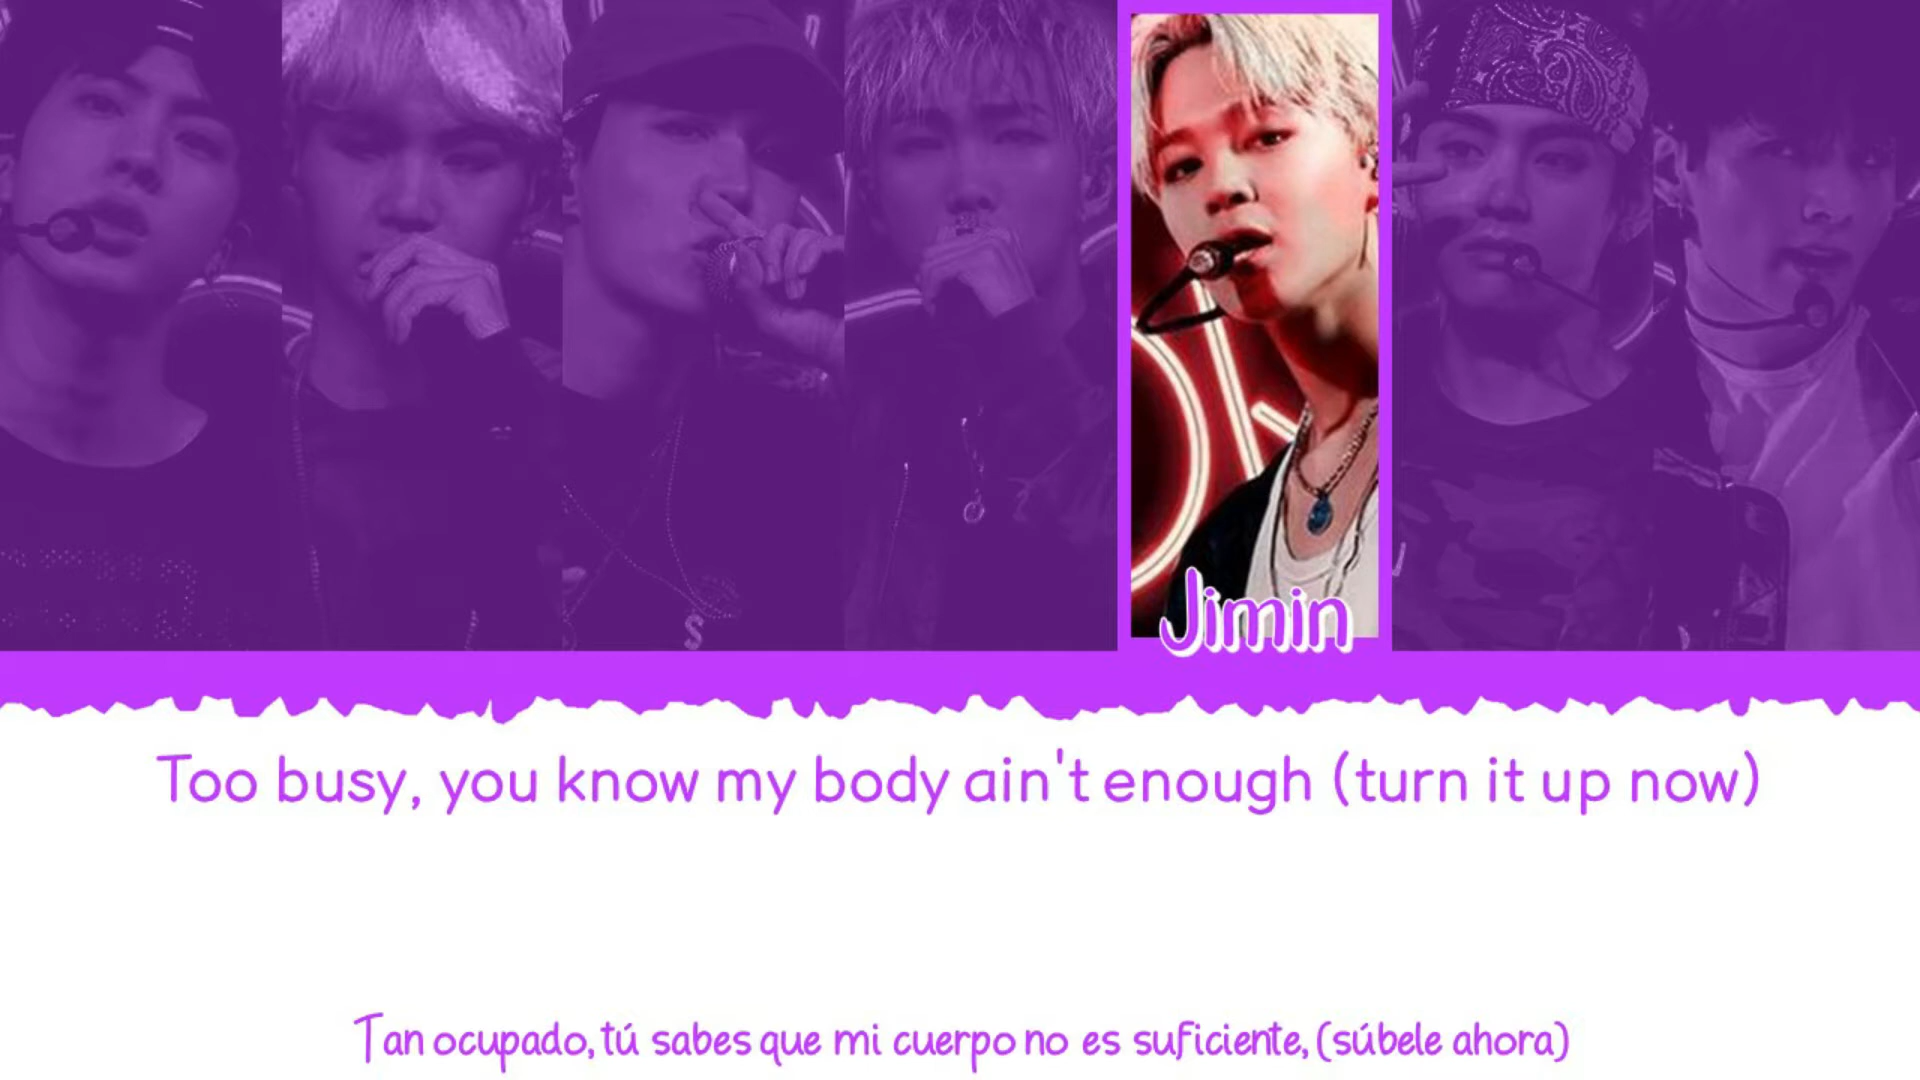 Jimin
Too busy, you know my body ain't enough (turn it up now)
Tan ocupado, tú sabes que mi cuerpo no es suficiente, (súbele ahora)